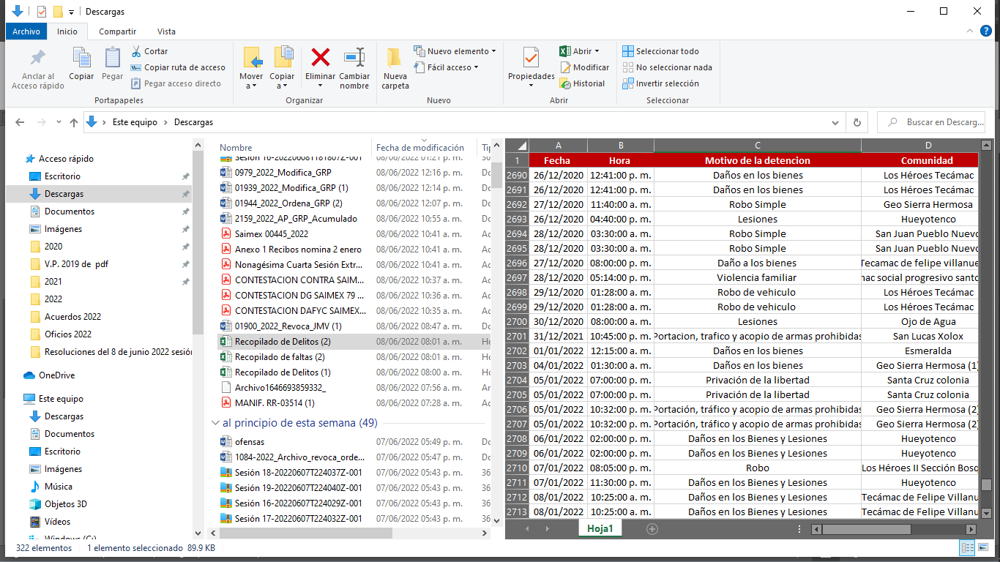 Descargas
Archivo Inicio Compartir Vista
Anclar al Acceso rápido
Copiar
Pegar
Cortar
Copiar ruta de acceso
Pegar acceso directo
Portapapeles
Mover a
Copiar a
Eliminar
Cambiar nombre
Organizar
Nueva carpeta
Nuevo elemento
Fácil acceso
Nuevo
Propiedades
Abrir
Modificar
Historial
Abrir
Seleccionar todo
No seleccionar nada
Invertir selección
Seleccionar
Este equipo > Descargas
Buscar en Descarg...
Acceso rápido
Escritorio
Descargas
Documentos
Imágenes
2020
V.P. 2019 de pdf
2021
2022
Acuerdos 2022
Oficios 2022
Resoluciones del 8 de junio 2022 sesión
OneDrive
Este equipo
Descargas
Documentos
Escritorio
Imágenes
Música
Objetos 3D
Vídeos
Windows (C:)
Nombre Fecha de modificación
Sesión 16-20220608T181807Z-001 08/06/2022 01:21 p. m.
0979_2022_Modifica_GRP 08/06/2022 12:16 p. m. Do
01939_2022_Modifica_GRP (1) 08/06/2022 12:14 p. m. Do
01944_2022_Ordena_GRP (2) 08/06/2022 12:07 p. m. Do
2159_2022_AP_GRP_Acumulado 08/06/2022 10:55 a. m. Do
Saimex 00445_2022 08/06/2022 10:41 a. m. Ad
Anexo 1 Recibos nomina 2 enero 08/06/2022 10:41 a. m. Ad
Nonagésima Cuarta Sesión Extr... 08/06/2022 10:41 a. m. Ad
CONTESTACION CONTRA SAIM... 08/06/2022 10:37 a. m. Ad
CONTESTACION DG SAIMEX 79 ... 08/06/2022 10:36 a. m. Ad
CONTESTACION DAFYC SAIMEX... 08/06/2022 10:35 a. m. Ad
01900_2022_Revoca_JMV (1) 08/06/2022 08:47 a. m. Do
Recopilado de Delitos (2) 08/06/2022 08:01 a. m. Ho
Recopilado de faltas (2) 08/06/2022 08:01 a. m. Ho
Recopilado de Delitos (1) 08/06/2022 08:00 a. m. Ho
Archivo1646693859332_ 08/06/2022 07:56 a. m. Ar
MANIF. RR-03514 (1) 08/06/2022 07:28 a. m. Ad
al principio de esta semana (49)
ofensas 07/06/2022 05:49 p. m. Do
1084-2022_Archivo_revoca_orde... 07/06/2022 05:47 p. m. Do
Sesión 18-20220607T224037Z-001 07/06/2022 05:43 p. m. 36
Sesión 19-20220607T224040Z-001 07/06/2022 05:43 p. m. 36
Sesión 16-20220607T224029Z-001 07/06/2022 05:43 p. m. 36
Sesión 17-20220607T224032Z-001 07/06/2022 05:43 p. m. 36
A B C D
1 Fecha Hora Motivo de la detencion Comunidad
2690 26/12/2020 12:41:00 p. m. Daños en los bienes Los Héroes Tecámac
2691 26/12/2020 12:41:00 p. m. Daños en los bienes Los Héroes Tecámac
2692 27/12/2020 11:40:00 a. m. Robo Simple Geo Sierra Hermosa
2693 26/12/2020 04:40:00 p. m. Lesiones Hueyotenco
2694 28/12/2020 03:30:00 a. m. Robo Simple San Juan Pueblo Nuevo
2695 28/12/2020 03:30:00 a. m. Robo Simple San Juan Pueblo Nuevo
2696 27/12/2020 08:00:00 p. m. Daño a los bienes Tecamac de felipe villanue
2697 28/12/2020 05:14:00 p. m. Violencia familiar nac social progresivo santo
2698 29/12/2020 01:28:00 p. m. Robo de vehiculo Los Héroes Tecámac
2699 29/12/2020 01:28:00 p. m. Robo de vehiculo Los Héroes Tecámac
2700 30/12/2020 08:00:00 a. m. Lesiones Ojo de Agua
2701 31/12/2021 10:45:00 p. m. Portacion, trafico y acopio de armas prohibidas San Lucas Xolox
2702 01/01/2022 12:15:00 a. m. Daños en los bienes Esmeralda
2703 04/01/2022 01:30:00 a. m. Daños en los bienes Geo Sierra Hermosa (1)
2704 05/01/2022 07:00:00 p. m. Privación de la libertad Santa Cruz colonia
2705 05/01/2022 07:00:00 p. m. Privación de la libertad Santa Cruz colonia
2706 05/01/2022 10:32:00 p. m. Portación, tráfico y acopio de armas prohibidas Geo Sierra Hermosa (2)
2707 05/01/2022 10:32:00 p. m. Portación, tráfico y acopio de armas prohibidas Geo Sierra Hermosa (2)
2708 06/01/2022 02:00:00 p. m. Daños en los Bienes y Lesiones Hueyotenco
2709 06/01/2022 02:00:00 p. m. Daños en los Bienes y Lesiones Hueyotenco
2710 07/01/2022 08:05:00 p. m. Robo Los Héroes II Sección Bosq
2711 07/01/2022 11:30:00 p. m. Daños en los Bienes y Lesiones Hueyotenco
2712 08/01/2022 10:25:00 a. m. Daños en los Bienes y Lesiones Tecámac de Felipe Villanu
2713 08/01/2022 10:25:00 a. m. Daños en los Bienes y Lesiones Tecámac de Felipe Villanu
Hoja1
322 elementos 1 elemento seleccionado 89.9 KB